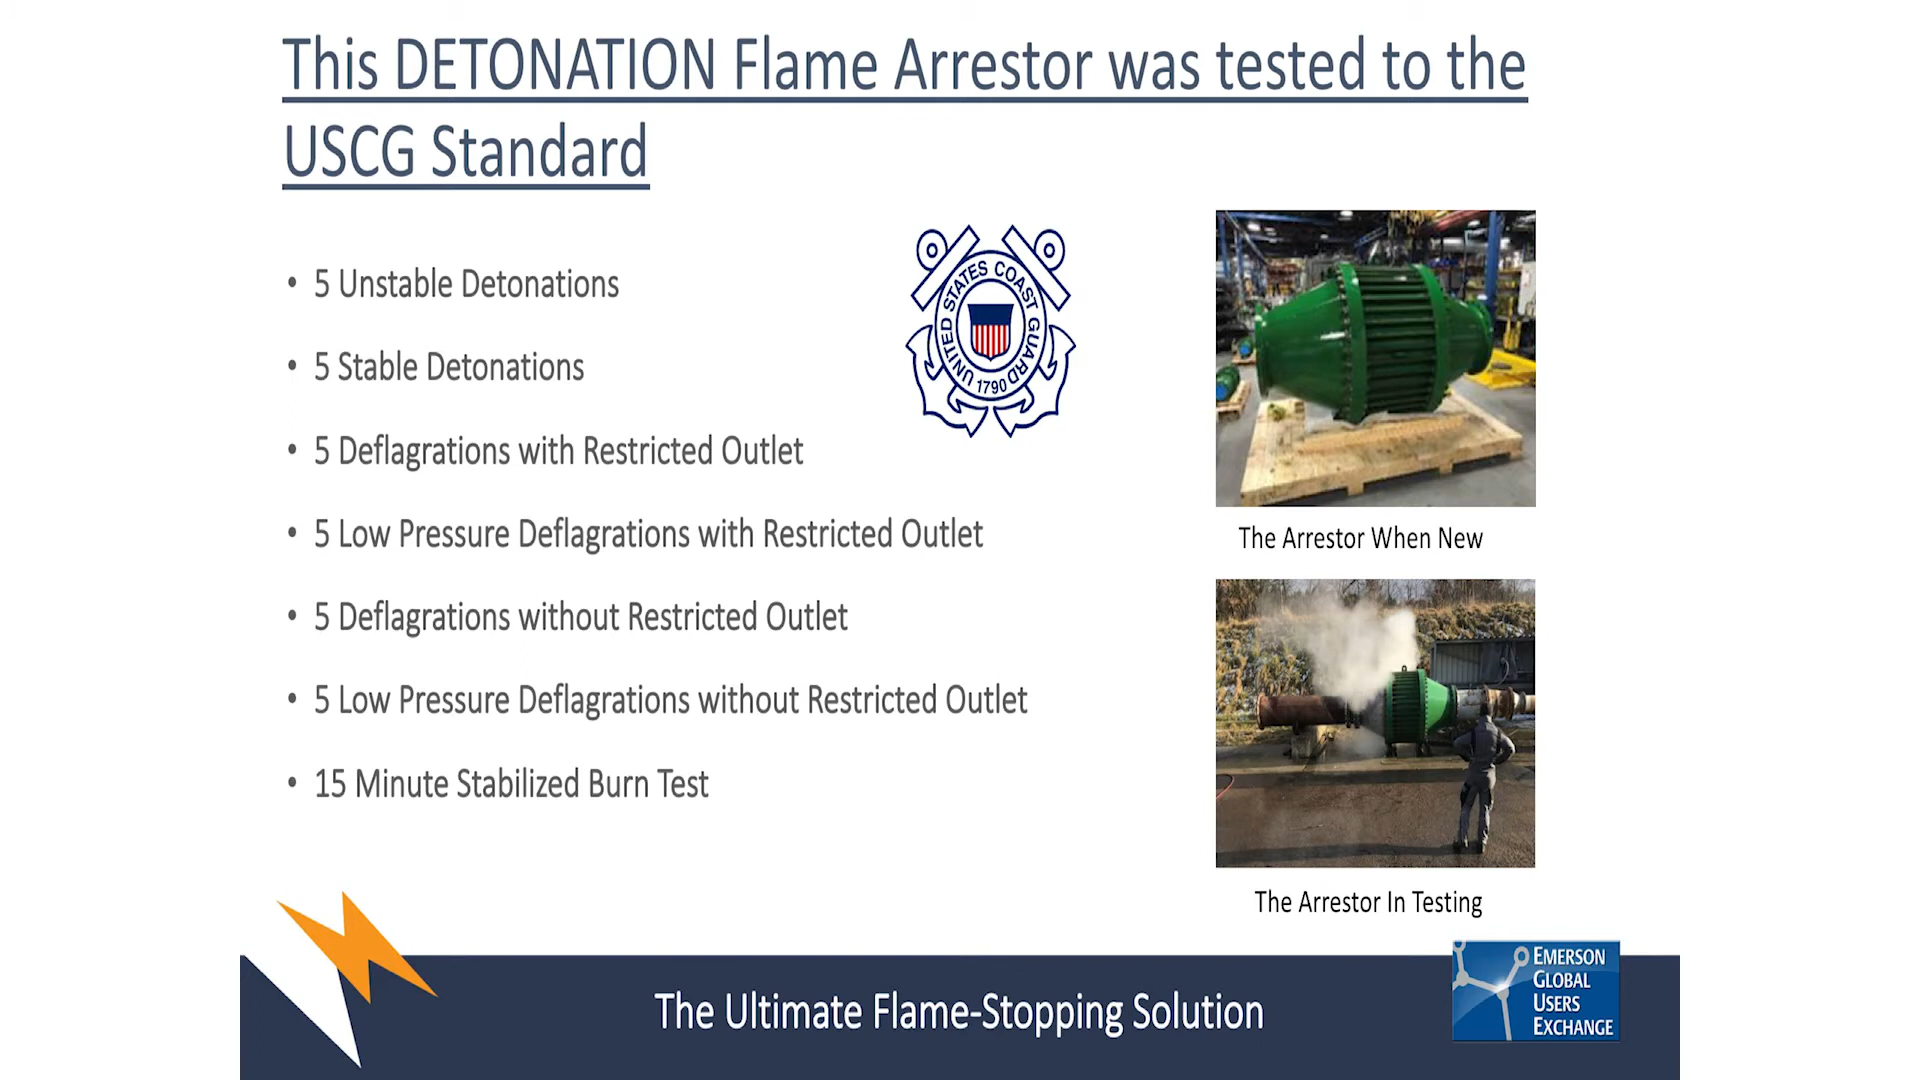 This DETONATION Flame Arrestor was tested to the
USCG Standard
• 5 Unstable Detonations
• 5 Stable Detonations
• 5 Deflagrations with Restricted Outlet
• 5 Low Pressure Deflagrations with Restricted Outlet
• 5 Deflagrations without Restricted Outlet
• 5 Low Pressure Deflagrations without Restricted Outlet
• 15 Minute Stabilized Burn Test
UNITED STATES COAST GUARD
1790
The Arrestor When New
The Arrestor In Testing
The Ultimate Flame-Stopping Solution
EMERSON
GLOBAL
USERS
EXCHANGE